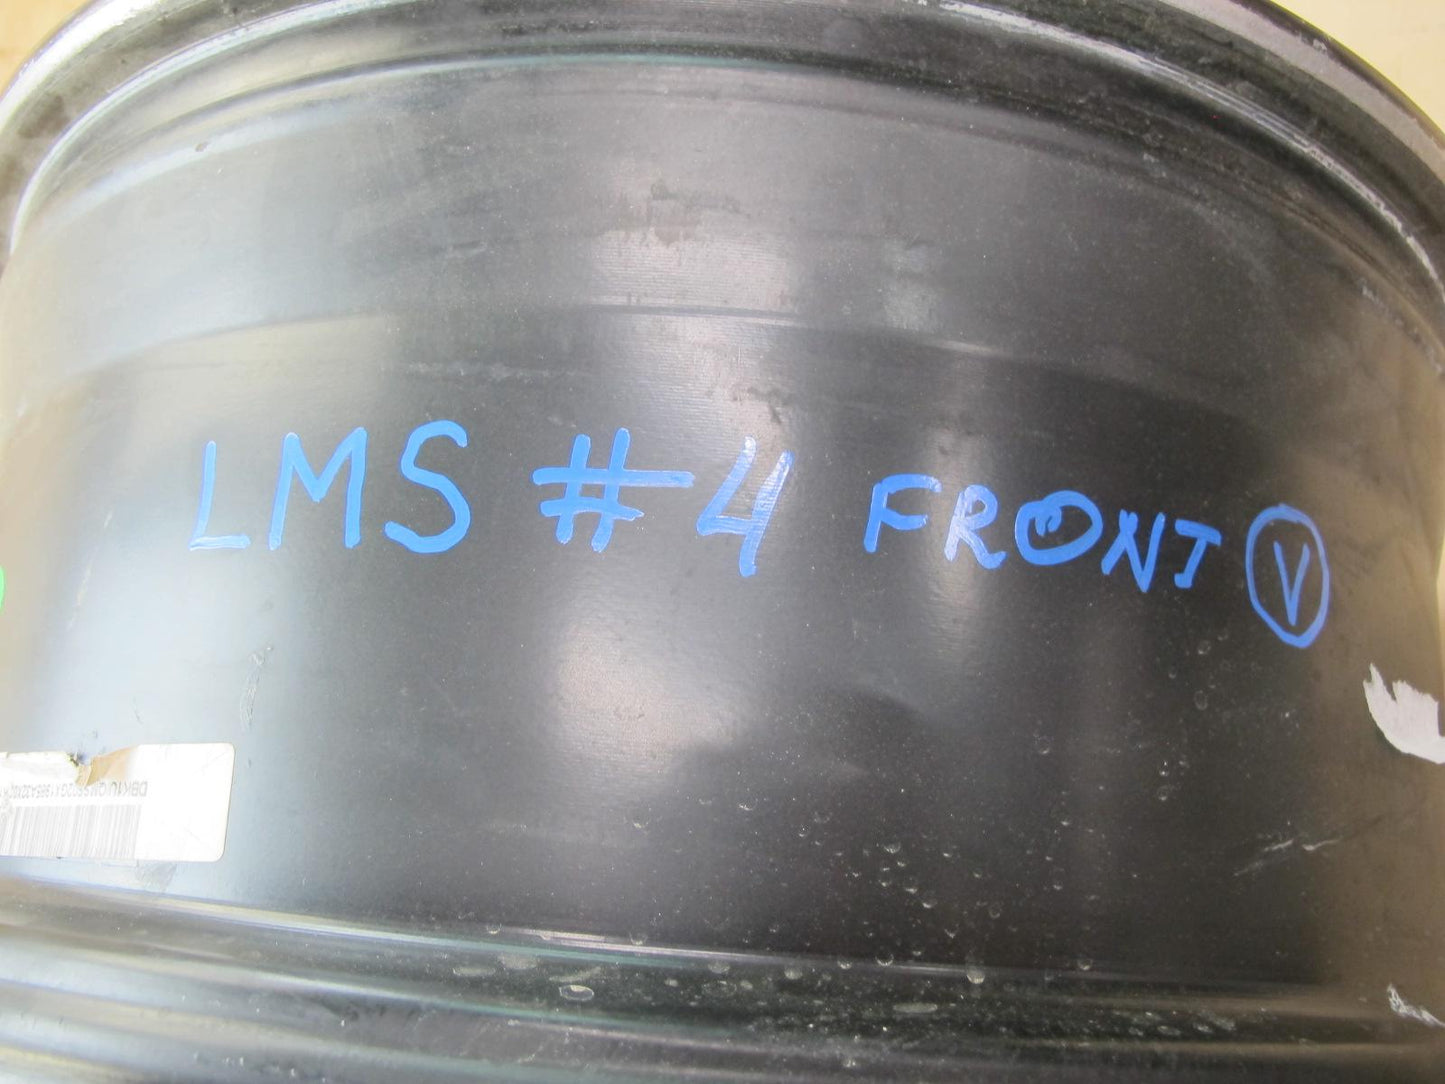 LMS #4 FRONT V